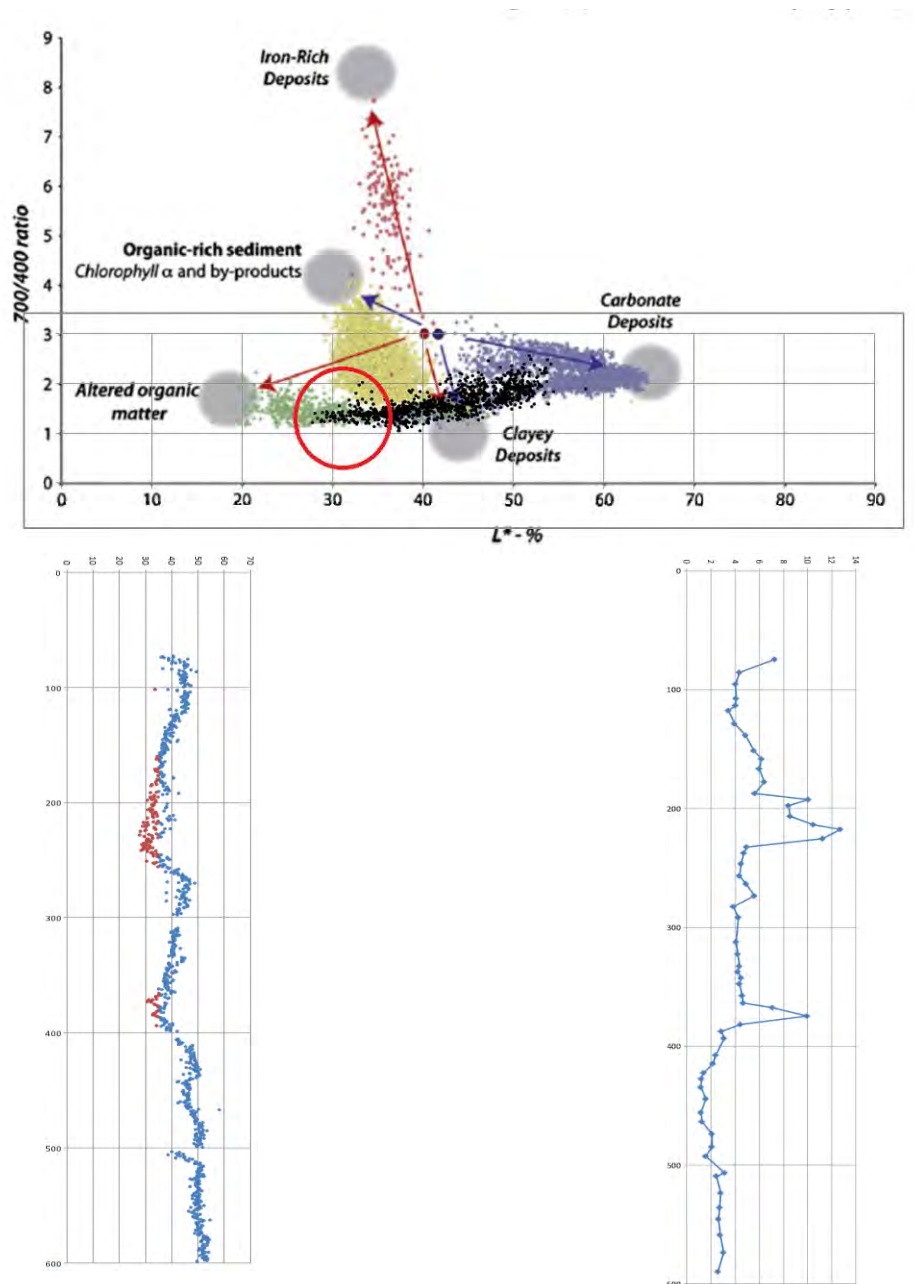 9
8
7
6
5
4
3
2
1
0
700/400 ratio
Iron-Rich
Deposits
Organic-rich sediment
Chlorophyll α and by-products
Carbonate
Deposits
Altered organic
matter
Clayey
Deposits
0 10 20 30 40 50 60 70 80 90
L* - %
0 10 20 30 40 50 60 70
0
100
200
300
400
500
600
0 2 4 6 8 10 12 14
0
100
200
300
400
500